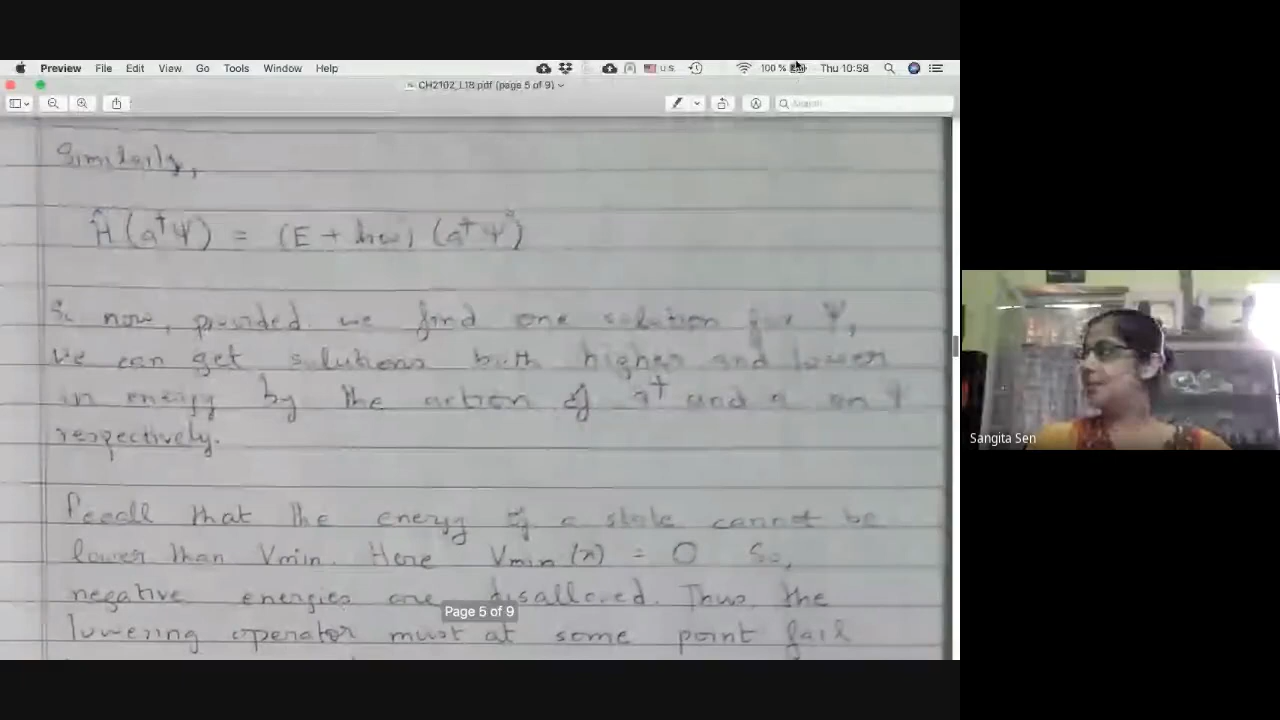 Preview File Edit View Go Tools Window Help U.S. 100 % Thu 10:58
CH2102_L18.pdf (page 5 of 9)
Search
Similarly,
Ĥ (a†Ψ) = (E + ħω) (a†Ψ)
So now, provided we find one solution for Ψ,
we can get solutions both higher and lower
in energy by the action of a† and a on Ψ
respectively.
Recall that the energy of a state cannot be
lower than Vmin. Here Vmin (x) = 0 So,
negative energies are disallowed. Thus the
lowering operator must at some point fail
Page 5 of 9
Sangita Sen